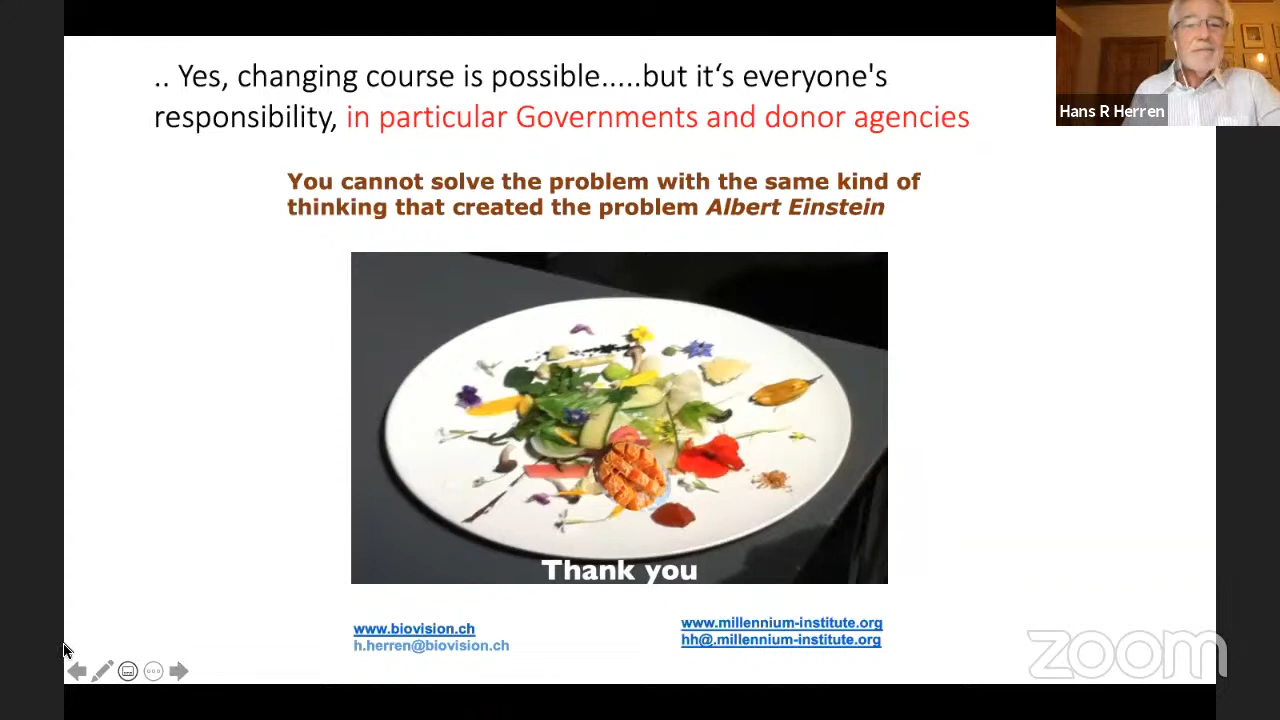 .. Yes, changing course is possible.....but it‘s everyone's
responsibility, in particular Governments and donor agencies
Hans R Herren
You cannot solve the problem with the same kind of
thinking that created the problem Albert Einstein
Thank you
www.biovision.ch
h.herren@biovision.ch
www.millennium-institute.org
hh@.millennium-institute.org
zoom